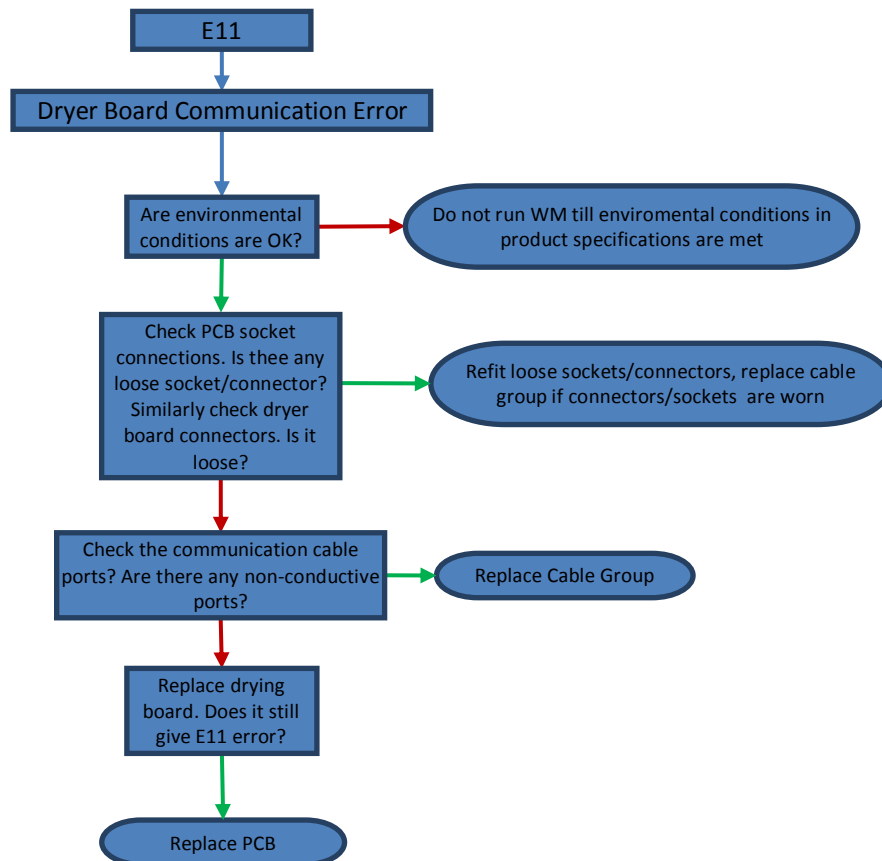 E11
Dryer Board Communication Error
Are environmental
conditions are OK?
Do not run WM till enviromental conditions in
product specifications are met
Check PCB socket
connections. Is thee any
loose socket/connector?
Similarly check dryer
board connectors. Is it
loose?
Refit loose sockets/connectors, replace cable
group if connectors/sockets are worn
Check the communication cable
ports? Are there any non-conductive
ports?
Replace Cable Group
Replace drying
board. Does it still
give E11 error?
Replace PCB